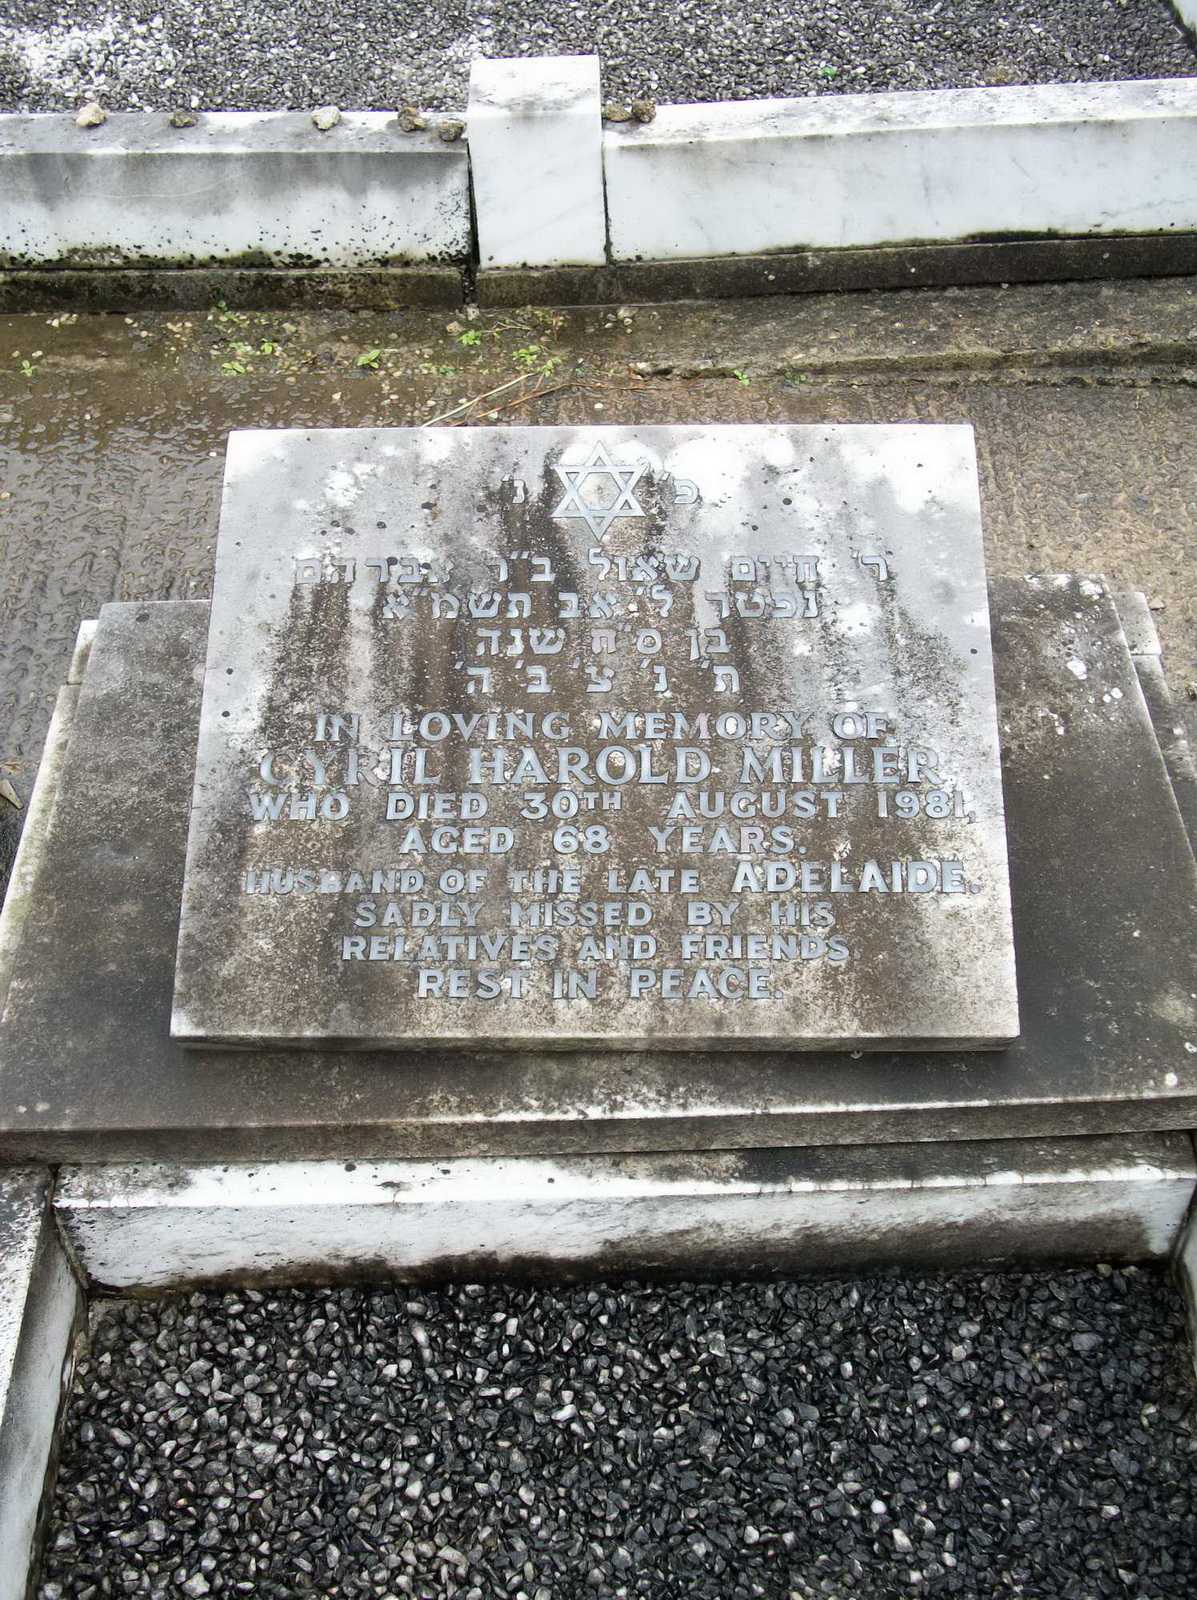 פ״נ
ר׳ חיים שאול ב״ר אברהם
נפטר ל׳ אב תשמ״א
בן ס״ח שנה
ת׳ נ׳ צ׳ ב׳ ה׳
IN LOVING MEMORY OF
CYRIL HAROLD MILLER
WHO DIED 30TH AUGUST 1981,
AGED 68 YEARS.
HUSBAND OF THE LATE ADELAIDE.
SADLY MISSED BY HIS
RELATIVES AND FRIENDS.
REST IN PEACE.